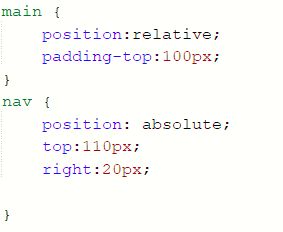 main {
position:relative;
padding-top:100px;
}
nav {
position: absolute;
top:110px;
right:20px;
}